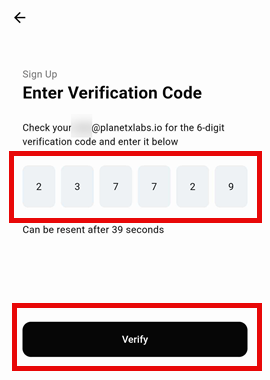 Sign Up
Enter Verification Code
Check your @planetxlabs.io for the 6-digit
verification code and enter it below
2 3 7 7 2 9
Can be resent after 39 seconds
Verify